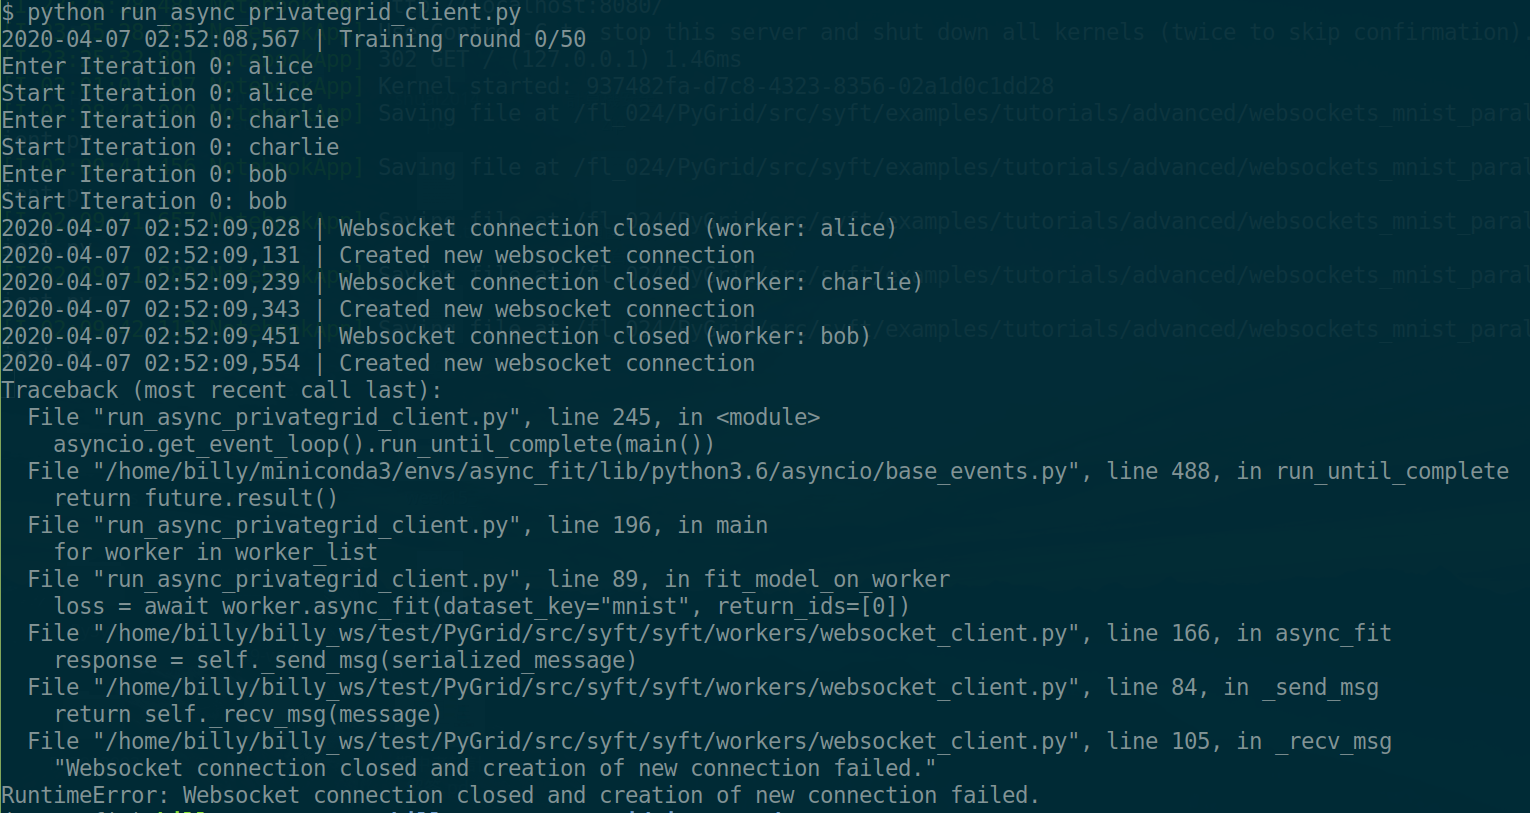 $ python run_async_privategrid_client.py
2020-04-07 02:52:08,567 | Training round 0/50
Enter Iteration 0: alice
Start Iteration 0: alice
Enter Iteration 0: charlie
Start Iteration 0: charlie
Enter Iteration 0: bob
Start Iteration 0: bob
2020-04-07 02:52:09,028 | Websocket connection closed (worker: alice)
2020-04-07 02:52:09,131 | Created new websocket connection
2020-04-07 02:52:09,239 | Websocket connection closed (worker: charlie)
2020-04-07 02:52:09,343 | Created new websocket connection
2020-04-07 02:52:09,451 | Websocket connection closed (worker: bob)
2020-04-07 02:52:09,554 | Created new websocket connection
Traceback (most recent call last):
  File "run_async_privategrid_client.py", line 245, in <module>
    asyncio.get_event_loop().run_until_complete(main())
  File "/home/billy/miniconda3/envs/async_fit/lib/python3.6/asyncio/base_events.py", line 488, in run_until_complete
    return future.result()
  File "run_async_privategrid_client.py", line 196, in main
    for worker in worker_list
  File "run_async_privategrid_client.py", line 89, in fit_model_on_worker
    loss = await worker.async_fit(dataset_key="mnist", return_ids=[0])
  File "/home/billy/billy_ws/test/PyGrid/src/syft/syft/workers/websocket_client.py", line 166, in async_fit
    response = self._send_msg(serialized_message)
  File "/home/billy/billy_ws/test/PyGrid/src/syft/syft/workers/websocket_client.py", line 84, in _send_msg
    return self._recv_msg(message)
  File "/home/billy/billy_ws/test/PyGrid/src/syft/syft/workers/websocket_client.py", line 105, in _recv_msg
    "Websocket connection closed and creation of new connection failed."
RuntimeError: Websocket connection closed and creation of new connection failed.